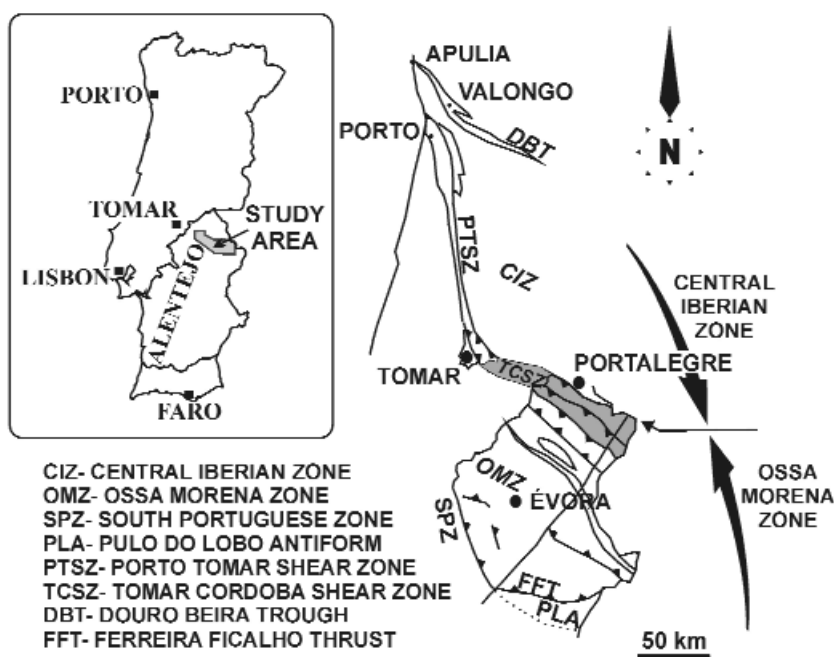 PORTO
TOMAR
STUDY
AREA
LISBON
ALENTEJO
FARO
APULIA
VALONGO
PORTO
DBT
N
PTSZ
CIZ
CENTRAL
IBERIAN
ZONE
TOMAR
TCSZ
PORTALEGRE
OMZ
ÉVORA
SPZ
OSSA
MORENA
ZONE
FFT
PLA
50 km
CIZ- CENTRAL IBERIAN ZONE
OMZ- OSSA MORENA ZONE
SPZ- SOUTH PORTUGUESE ZONE
PLA- PULO DO LOBO ANTIFORM
PTSZ- PORTO TOMAR SHEAR ZONE
TCSZ- TOMAR CORDOBA SHEAR ZONE
DBT- DOURO BEIRA TROUGH
FFT- FERREIRA FICALHO THRUST